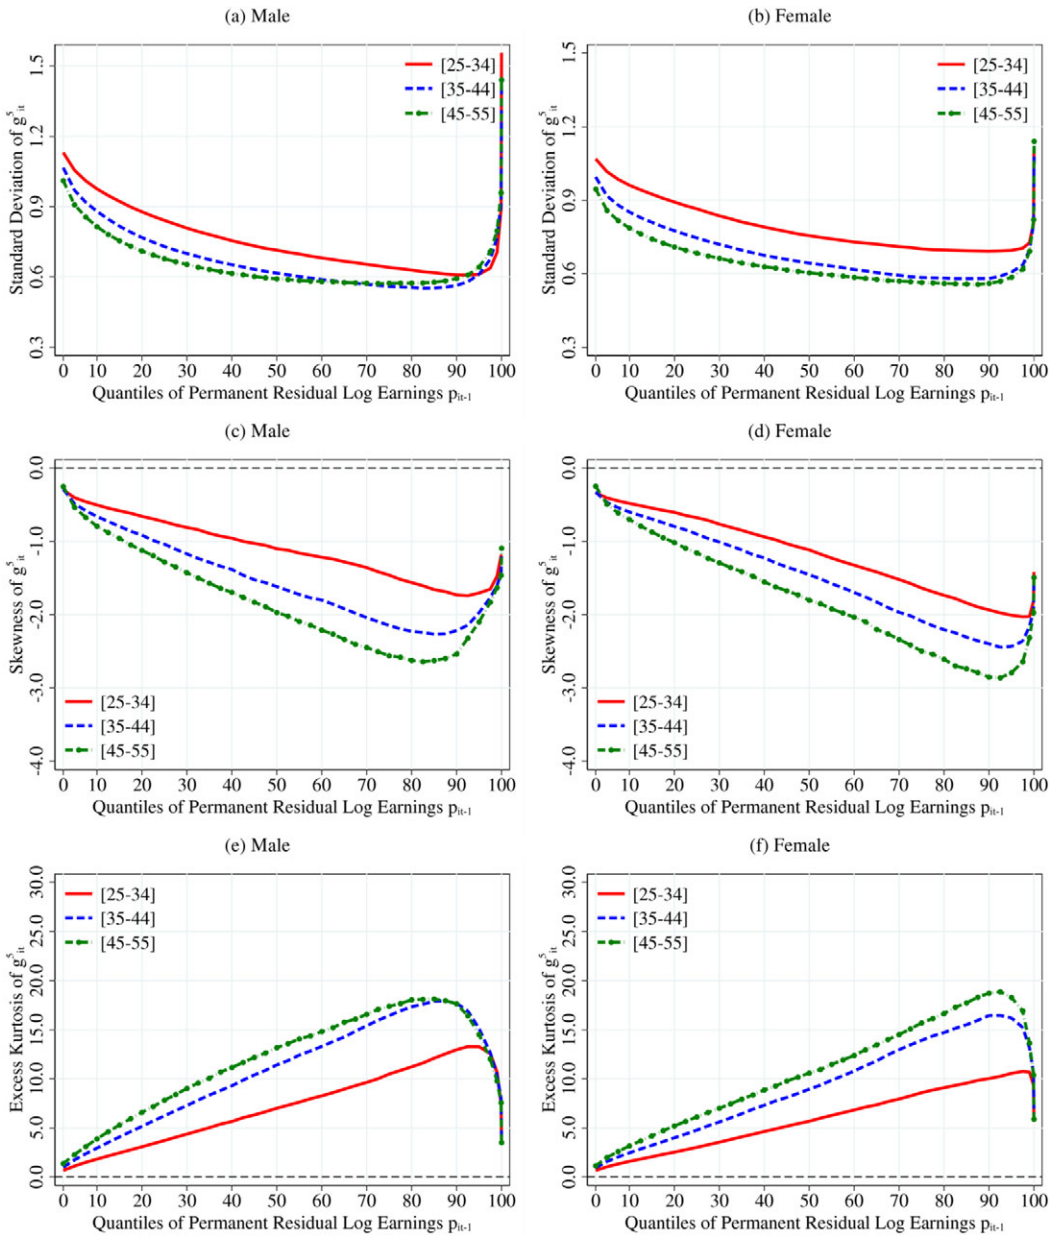 (a) Male
Standard Deviation of g⁵ᵢₜ
1.5
1.2
0.9
0.6
0.3
[25-34]
[35-44]
[45-55]
0 10 20 30 40 50 60 70 80 90 100
Quantiles of Permanent Residual Log Earnings pᵢₜ₋₁
(b) Female
Standard Deviation of g⁵ᵢₜ
1.5
1.2
0.9
0.6
0.3
[25-34]
[35-44]
[45-55]
0 10 20 30 40 50 60 70 80 90 100
Quantiles of Permanent Residual Log Earnings pᵢₜ₋₁
(c) Male
Skewness of g⁵ᵢₜ
0.0
-1.0
-2.0
-3.0
-4.0
[25-34]
[35-44]
[45-55]
0 10 20 30 40 50 60 70 80 90 100
Quantiles of Permanent Residual Log Earnings pᵢₜ₋₁
(d) Female
Skewness of g⁵ᵢₜ
0.0
-1.0
-2.0
-3.0
-4.0
[25-34]
[35-44]
[45-55]
0 10 20 30 40 50 60 70 80 90 100
Quantiles of Permanent Residual Log Earnings pᵢₜ₋₁
(e) Male
Excess Kurtosis of g⁵ᵢₜ
30.0
25.0
20.0
15.0
10.0
5.0
0.0
[25-34]
[35-44]
[45-55]
0 10 20 30 40 50 60 70 80 90 100
Quantiles of Permanent Residual Log Earnings pᵢₜ₋₁
(f) Female
Excess Kurtosis of g⁵ᵢₜ
30.0
25.0
20.0
15.0
10.0
5.0
0.0
[25-34]
[35-44]
[45-55]
0 10 20 30 40 50 60 70 80 90 100
Quantiles of Permanent Residual Log Earnings pᵢₜ₋₁